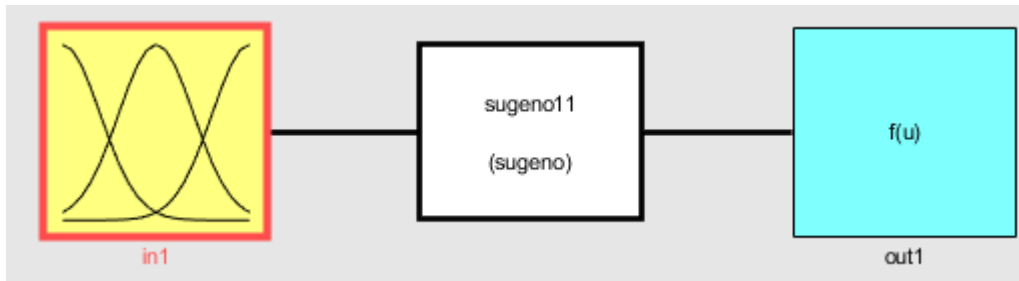 sugeno11
(sugeno)
f(u)
in1
out1